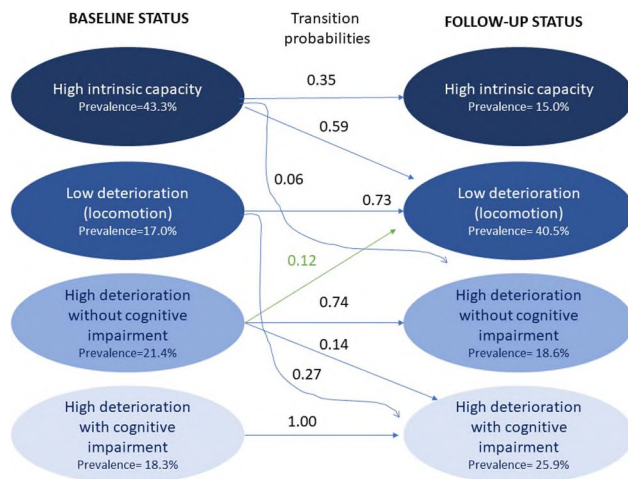 BASELINE STATUS
Transition
probabilities
FOLLOW-UP STATUS
High intrinsic capacity
Prevalence=43.3%
0.35
High intrinsic capacity
Prevalence= 15.0%
0.59
0.06
Low deterioration
(locomotion)
Prevalence=17.0%
0.73
Low deterioration
(locomotion)
Prevalence= 40.5%
0.12
High deterioration
without cognitive
impairment
Prevalence=21.4%
0.74
High deterioration
without cognitive
impairment
Prevalence= 18.6%
0.14
0.27
High deterioration
with cognitive
impairment
Prevalence= 18.3%
1.00
High deterioration
with cognitive
impairment
Prevalence= 25.9%